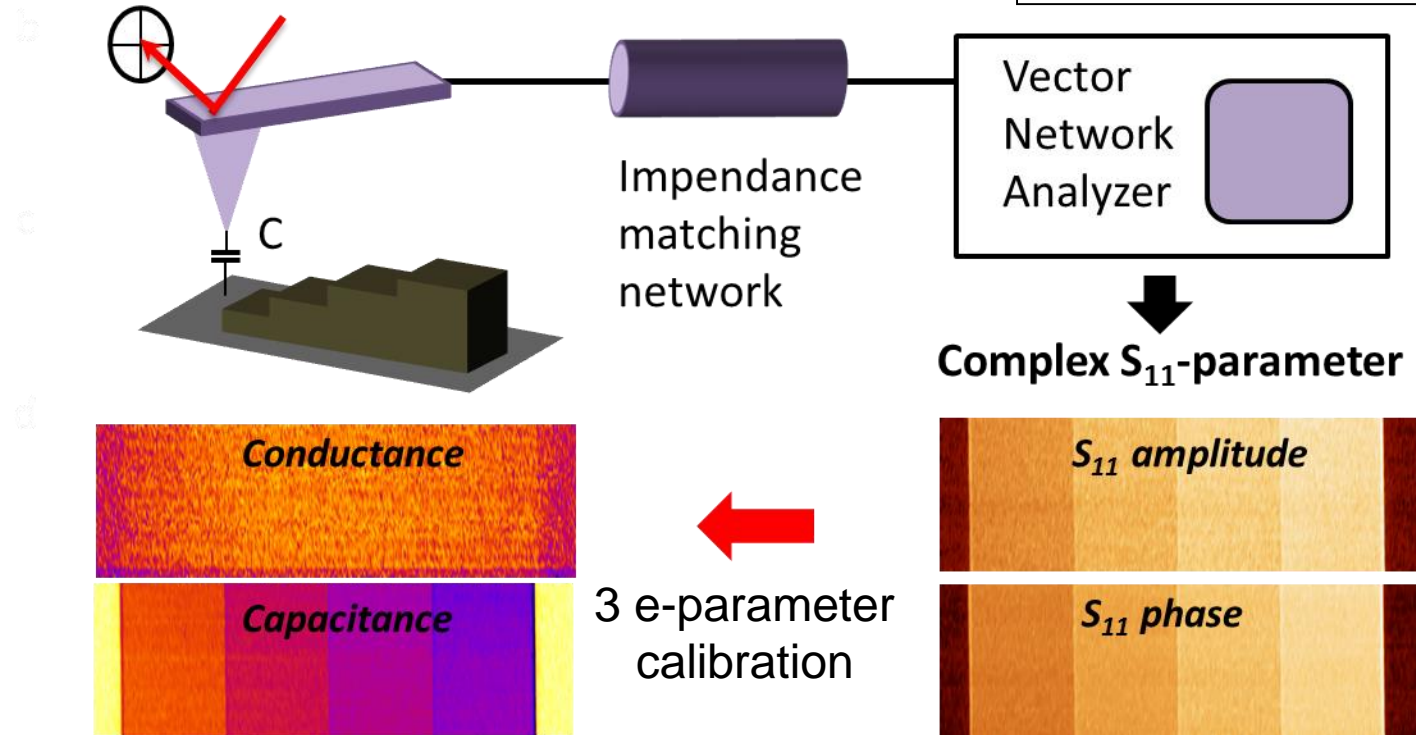 Vector
Network
Analyzer
Impendance
matching
network
C
Complex S₁₁-parameter
Conductance
S₁₁ amplitude
3 e-parameter
calibration
Capacitance
S₁₁ phase
b
c
d